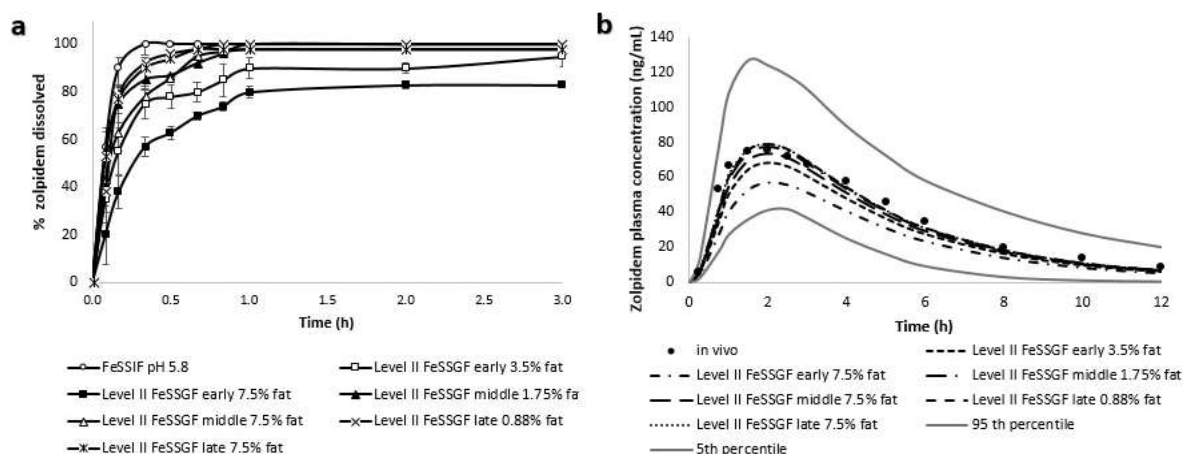 a
% zolpidem dissolved
100
80
60
40
20
0
0.0 0.5 1.0 2.0 3.0
Time (h)
FeSSIF pH 5.8
Level II FeSSGF early 3.5% fat
Level II FeSSGF early 7.5% fat
Level II FeSSGF middle 1.75% fat
Level II FeSSGF middle 7.5% fat
Level II FeSSGF late 0.88% fat
Level II FeSSGF late 7.5% fat
b
Zolpidem plasma concentration (ng/mL)
140
120
100
80
60
40
20
0
0 2 4 6 8 10 12
Time (h)
in vivo
Level II FeSSGF early 3.5% fat
Level II FeSSGF early 7.5% fat
Level II FeSSGF middle 1.75% fat
Level II FeSSGF middle 7.5% fat
Level II FeSSGF late 0.88% fat
Level II FeSSGF late 7.5% fat
95 th percentile
5th percentile